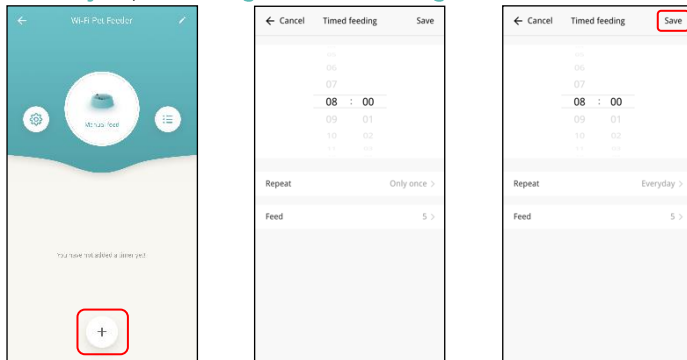 Wi-Fi Pet Feeder
Manual Feed
You have not added a timer yet!
+
Cancel Timed feeding Save
06
07
08 : 00
09 01
10 02
Repeat Only once >
Feed 5 >
Cancel Timed feeding Save
06
07
08 : 00
09 01
10 02
Repeat Everyday >
Feed 5 >